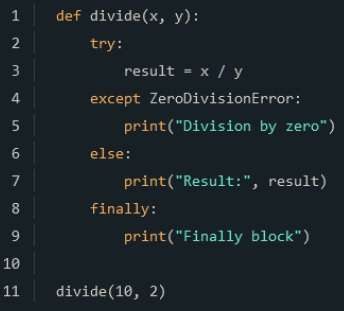 1 def divide(x, y):
2     try:
3         result = x / y
4     except ZeroDivisionError:
5         print("Division by zero")
6     else:
7         print("Result:", result)
8     finally:
9         print("Finally block")
10
11 divide(10, 2)